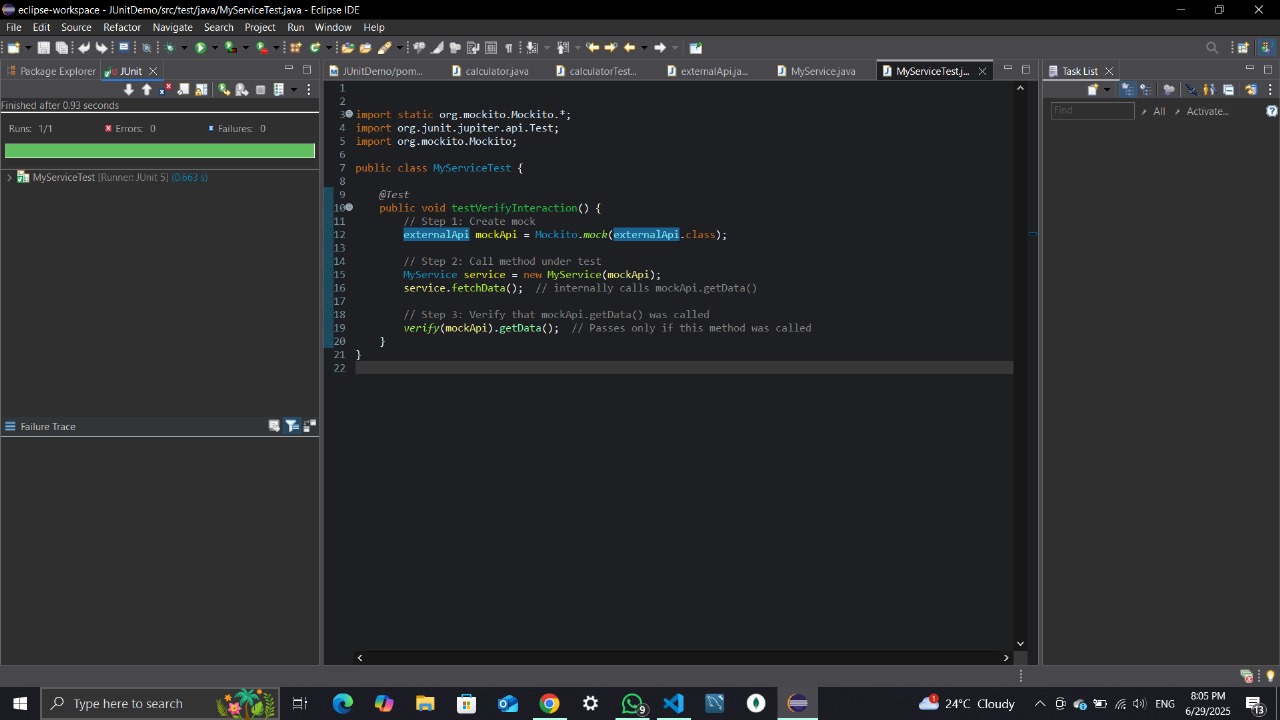 eclipse-workspace - JUnitDemo/src/test/java/MyServiceTest.java - Eclipse IDE
File Edit Source Refactor Navigate Search Project Run Window Help
Package Explorer
JUnit
Finished after 0.93 seconds
Runs: 1/1 Errors: 0 Failures: 0
MyServiceTest [Runner: JUnit 5] (0.663 s)
Failure Trace
JUnitDemo/pom... calculator.java calculatorTest... externalApi.ja... MyService.java MyServiceTest.j...
1
2
3 import static org.mockito.Mockito.*;
4 import org.junit.jupiter.api.Test;
5 import org.mockito.Mockito;
6
7 public class MyServiceTest {
8
9 @Test
10 public void testVerifyInteraction() {
11 // Step 1: Create mock
12 externalApi mockApi = Mockito.mock(externalApi.class);
13
14 // Step 2: Call method under test
15 MyService service = new MyService(mockApi);
16 service.fetchData();  // internally calls mockApi.getData()
17
18 // Step 3: Verify that mockApi.getData() was called
19 verify(mockApi).getData();  // Passes only if this method was called
20 }
21 }
22
Task List
Find All Activate...
Type here to search
9
1
24°C Cloudy
ENG
8:05 PM
6/29/2025
13